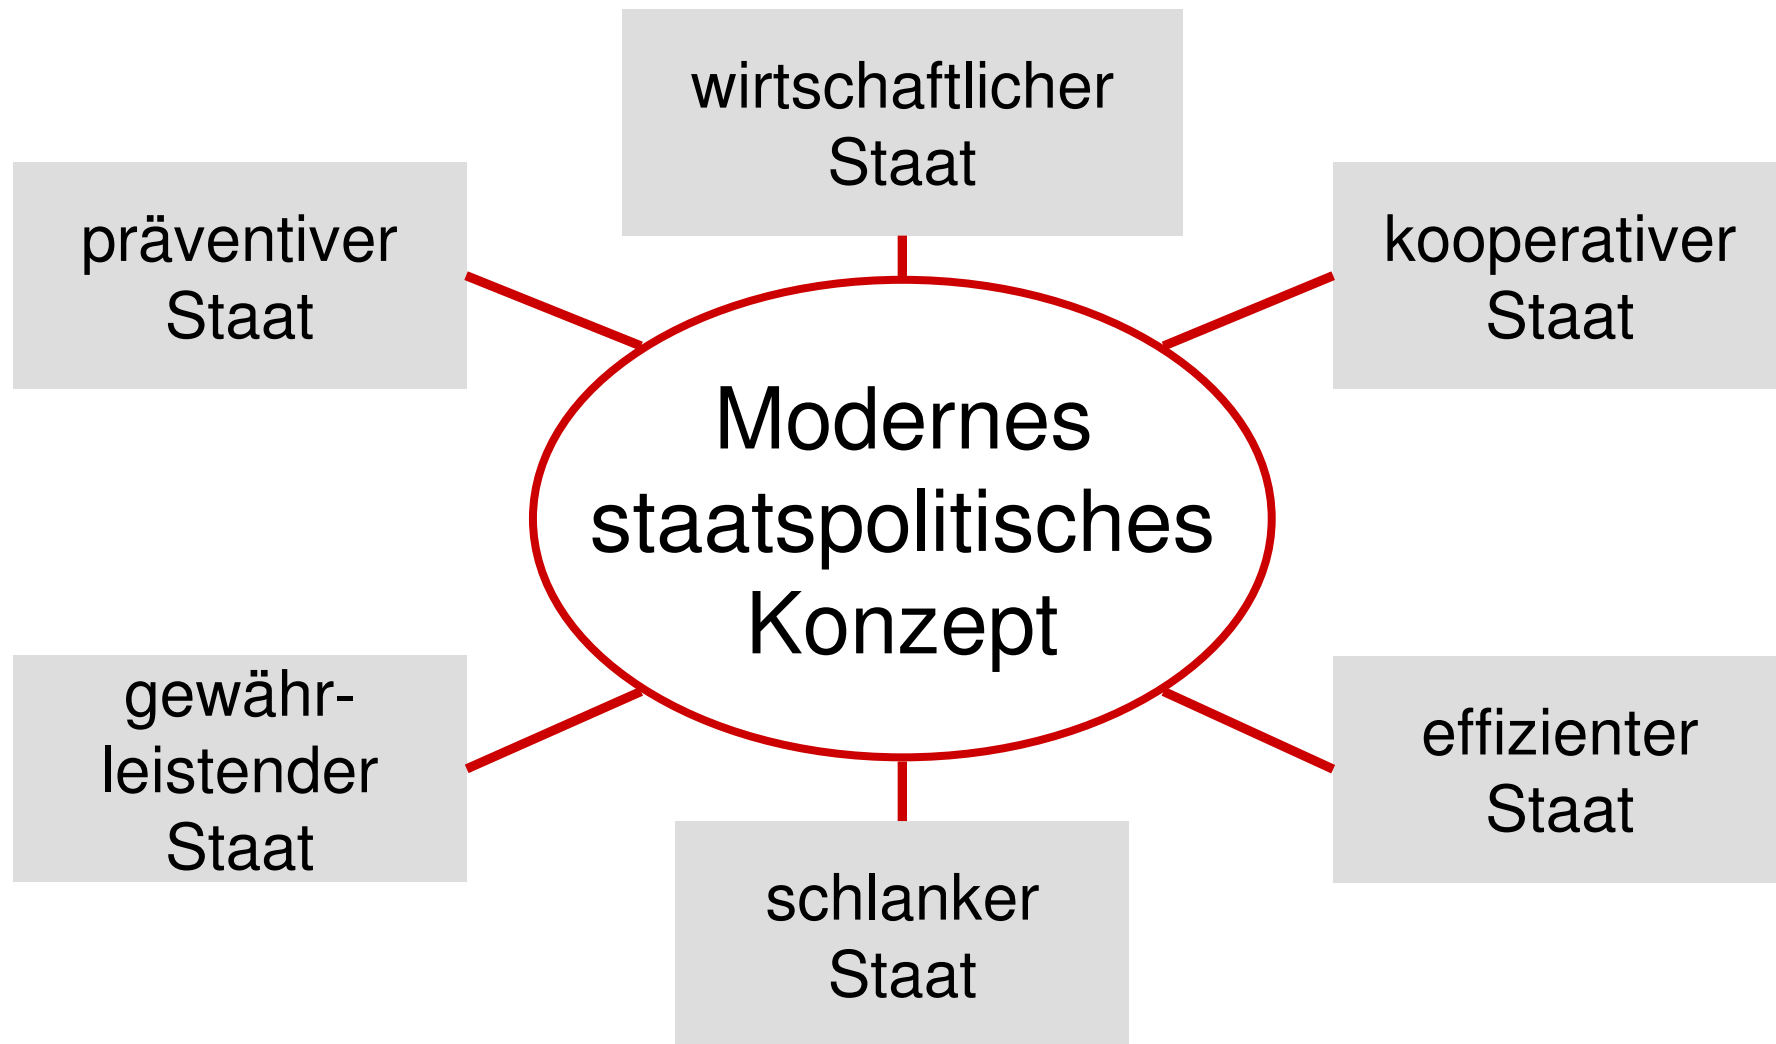 wirtschaftlicher
Staat
präventiver
Staat
kooperativer
Staat
Modernes
staatspolitisches
Konzept
gewähr-
leistender
Staat
effizienter
Staat
schlanker
Staat